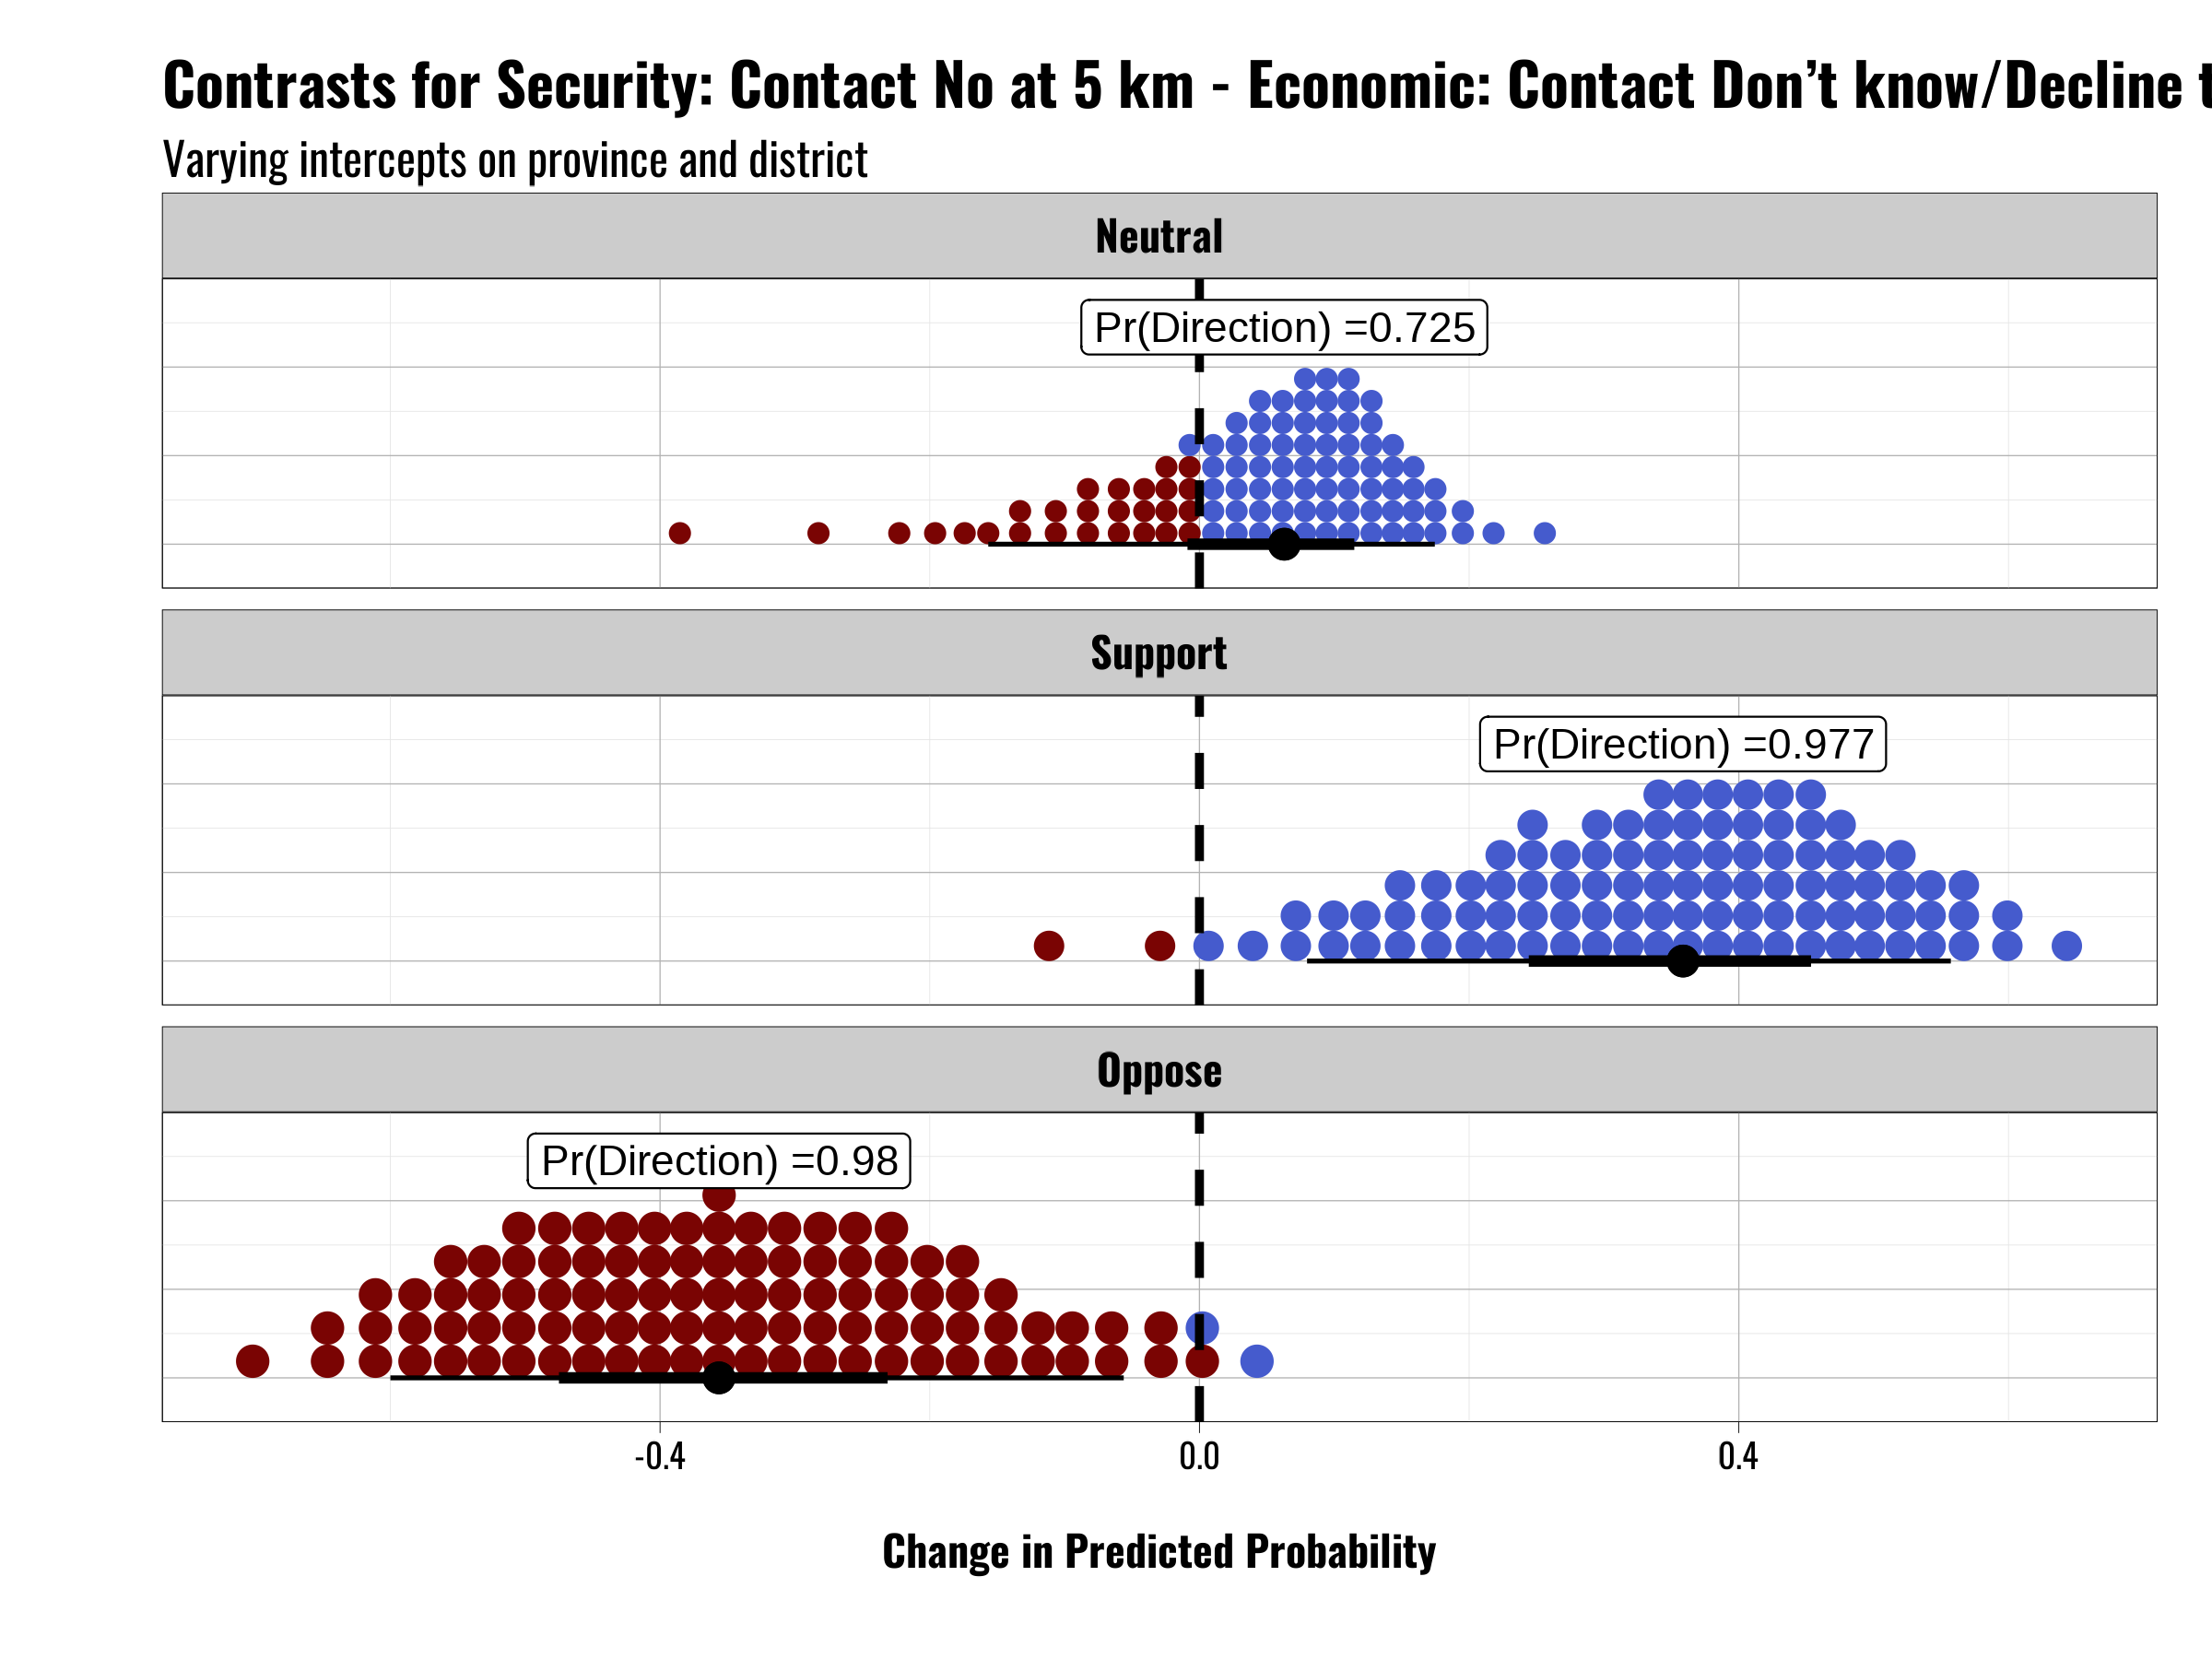 Contrasts for Security: Contact No at 5 km - Economic: Contact Don’t know/Decline
Varying intercepts on province and district
Neutral
Pr(Direction) =0.725
Support
Pr(Direction) =0.977
Oppose
Pr(Direction) =0.98
-0.4
0.0
0.4
Change in Predicted Probability